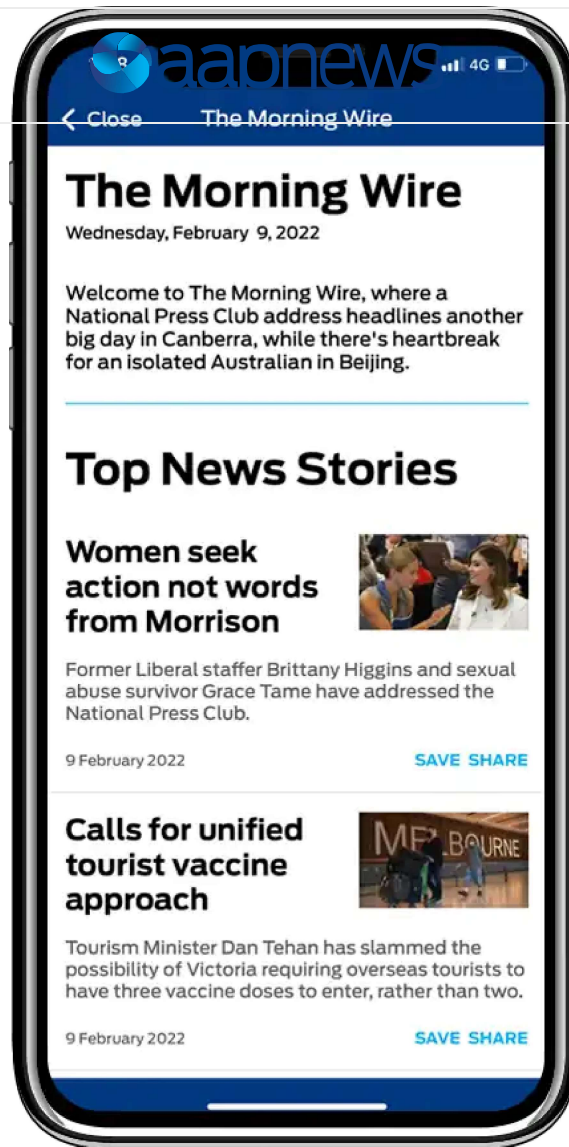 aapnews
4G
Close
The Morning Wire
The Morning Wire
Wednesday, February 9, 2022
Welcome to The Morning Wire, where a
National Press Club address headlines another
big day in Canberra, while there's heartbreak
for an isolated Australian in Beijing.
Top News Stories
Women seek
action not words
from Morrison
Former Liberal staffer Brittany Higgins and sexual
abuse survivor Grace Tame have addressed the
National Press Club.
9 February 2022
SAVE SHARE
Calls for unified
tourist vaccine
approach
MELBOURNE
Tourism Minister Dan Tehan has slammed the
possibility of Victoria requiring overseas tourists to
have three vaccine doses to enter, rather than two.
9 February 2022
SAVE SHARE